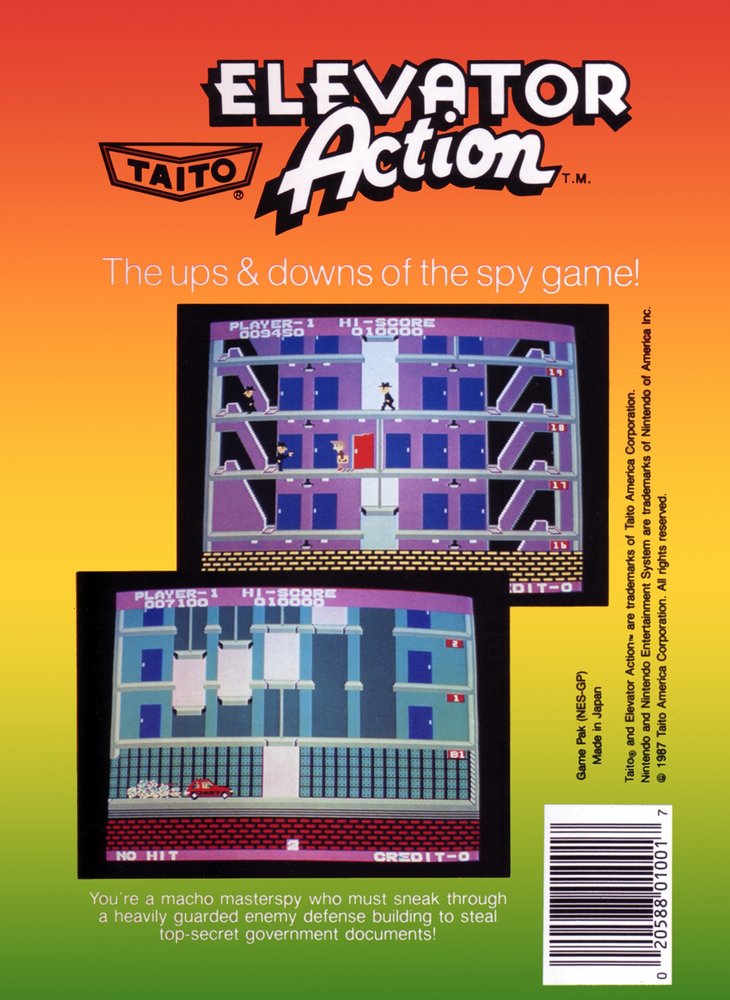 ELEVATOR
Action T.M.
TAITO ®
The ups & downs of the spy game!
PLAYER-1 HI-SCORE
009450 010000
19
18
17
16
DIT-0
PLAYER-1 HI-SCORE
007100 010000
2
1
B1
2
NO HIT CREDIT-0
You're a macho masterspy who must sneak through
a heavily guarded enemy defense building to steal
top-secret government documents!
Game Pak (NES-GP)
Made in Japan
Taito® and Elevator Action™ are trademarks of Taito America Corporation.
Nintendo and Nintendo Entertainment System are trademarks of Nintendo of America Inc.
© 1987 Taito America Corporation. All rights reserved.
0 20588 01001 7